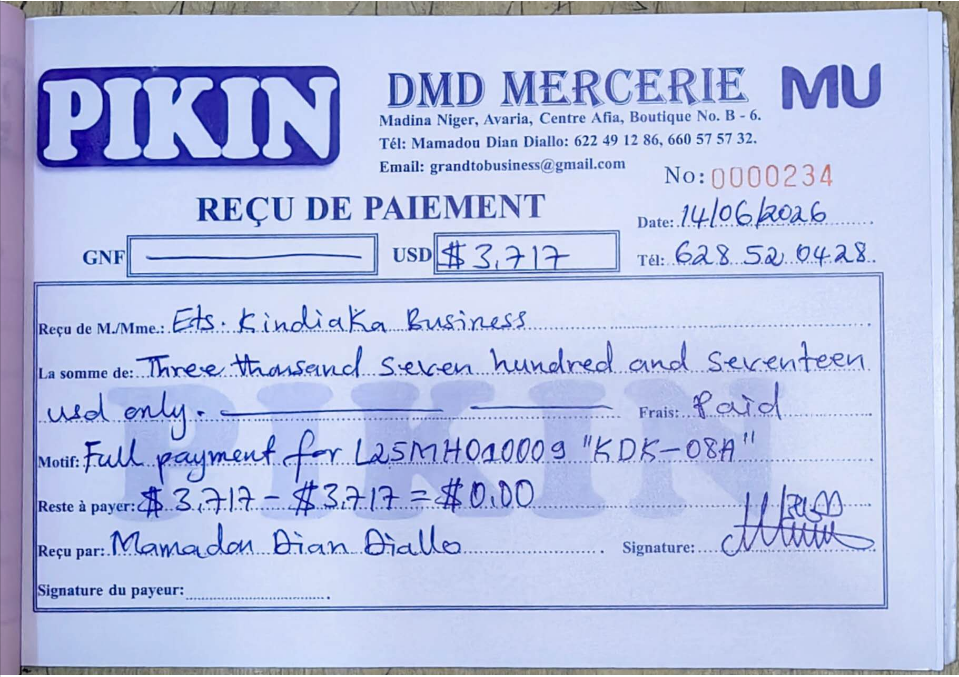 PIKIN
DMD MERCERIE MU
Madina Niger, Avaria, Centre Afia, Boutique No. B - 6.
Tél: Mamadou Dian Diallo: 622 49 12 86, 660 57 57 32.
Email: grandtobusiness@gmail.com
No: 0000234
REÇU DE PAIEMENT
Date: 14/06/2026
GNF USD $3,717 Tél: 628 52 04 28
Reçu de M./Mme.: Ets. Kindiaka Business
La somme de: Three thousand seven hundred and seventeen
usd only. Frais: Paid
Motif: Full payment for L25MH010009 "KDK-08A"
Reste à payer: $3,717 - $3,717 = $0.00
Reçu par: Mamadou Dian Diallo Signature:
Signature du payeur:
PIKIN